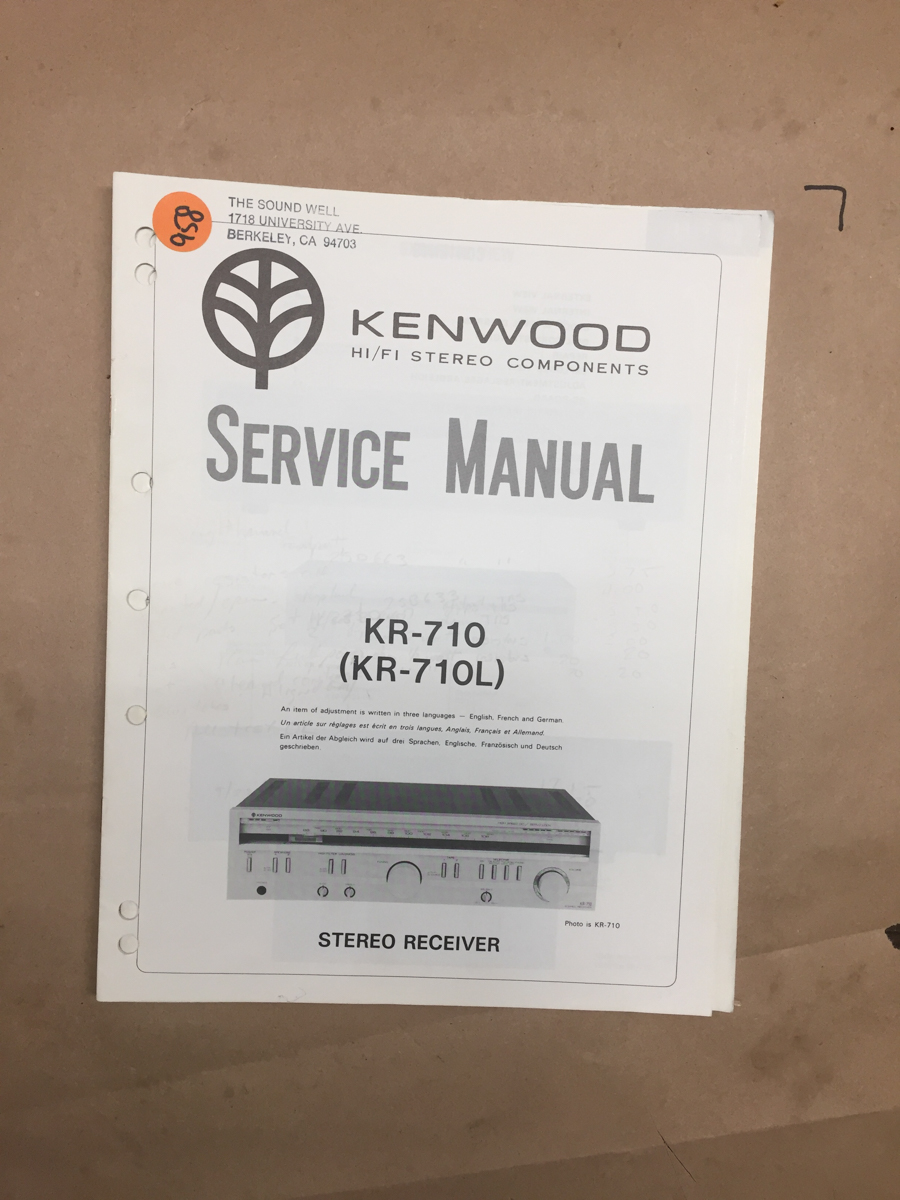 856
THE SOUND WELL
1718 UNIVERSITY AVE.
BERKELEY, CA 94703
KENWOOD
HI/FI STEREO COMPONENTS
SERVICE MANUAL
KR-710
(KR-710L)
An item of adjustment is written in three languages — English, French and German.
Un article sur réglages est écrit en trois langues, Anglais, Français et Allemand.
Ein Artikel der Abgleich wird auf drei Sprachen, Englische, Französisch und Deutsch
geschrieben.
KENWOOD
Photo is KR-710
STEREO RECEIVER